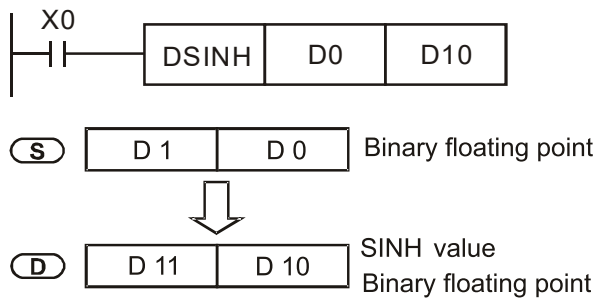 X0
DSINH D0 D10
S D 1 D 0 Binary floating point
SINH value
D D 11 D 10
Binary floating point